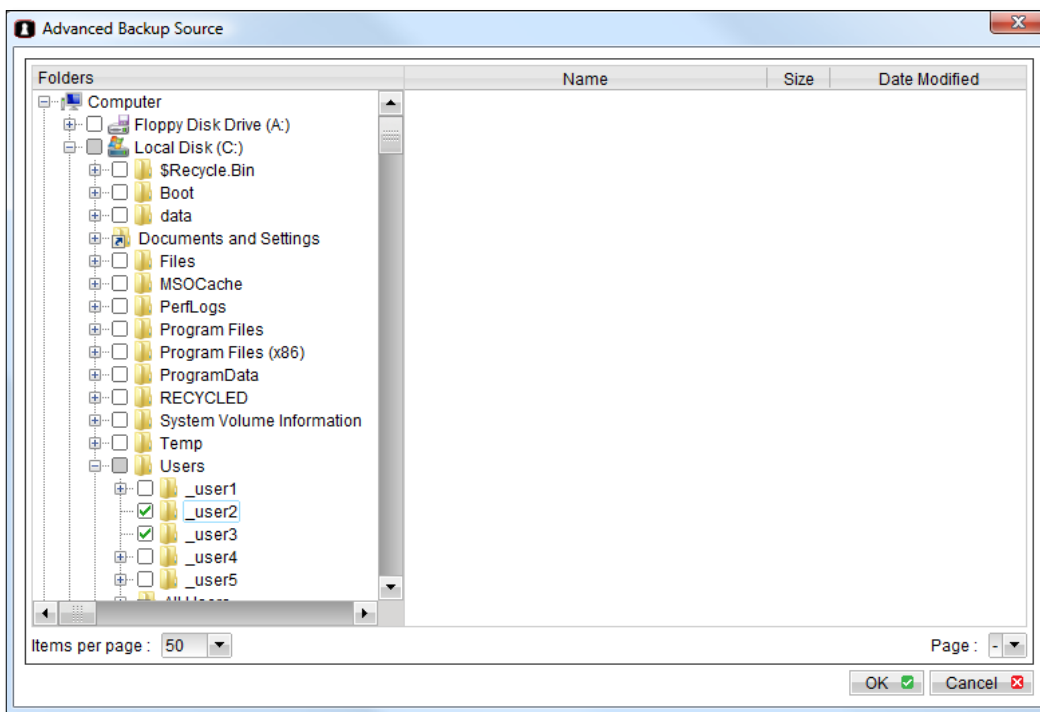 Advanced Backup Source
Folders Name Size Date Modified
Computer
Floppy Disk Drive (A:)
Local Disk (C:)
$Recycle.Bin
Boot
data
Documents and Settings
Files
MSOCache
PerfLogs
Program Files
Program Files (x86)
ProgramData
RECYCLED
System Volume Information
Temp
Users
_user1
_user2
_user3
_user4
_user5
Items per page : 50 Page : -
OK Cancel